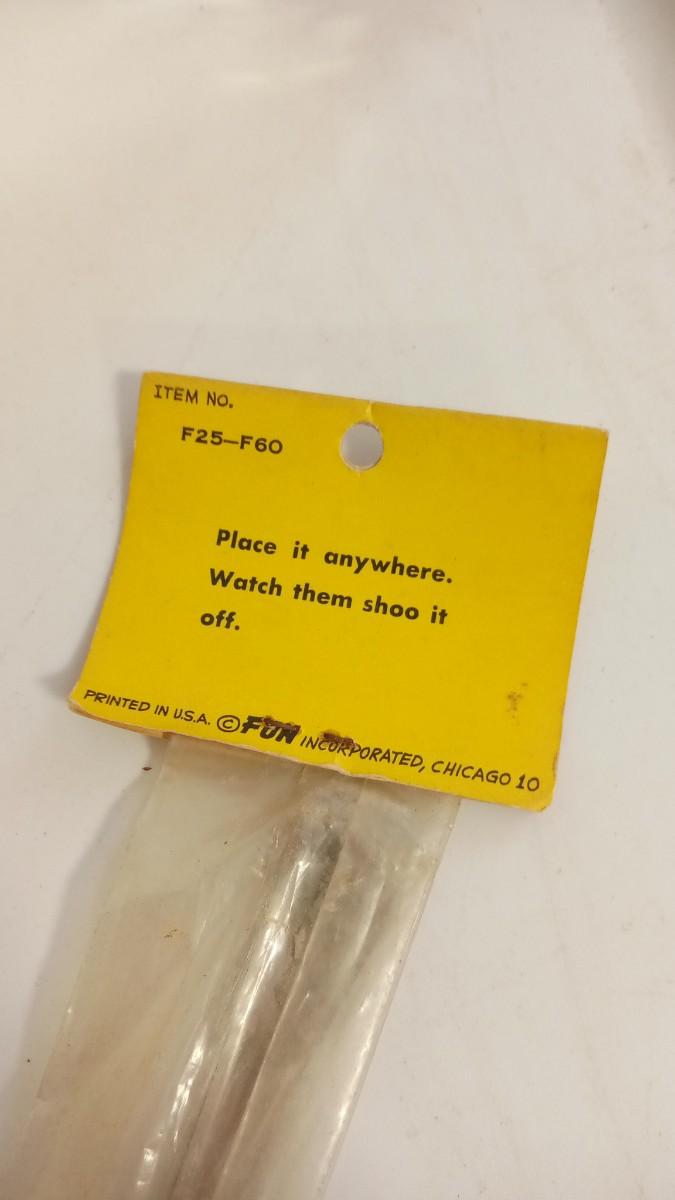 ITEM NO.
F25—F60
Place it anywhere.
Watch them shoo it
off.
PRINTED IN U.S.A. © FUN INCORPORATED, CHICAGO 10